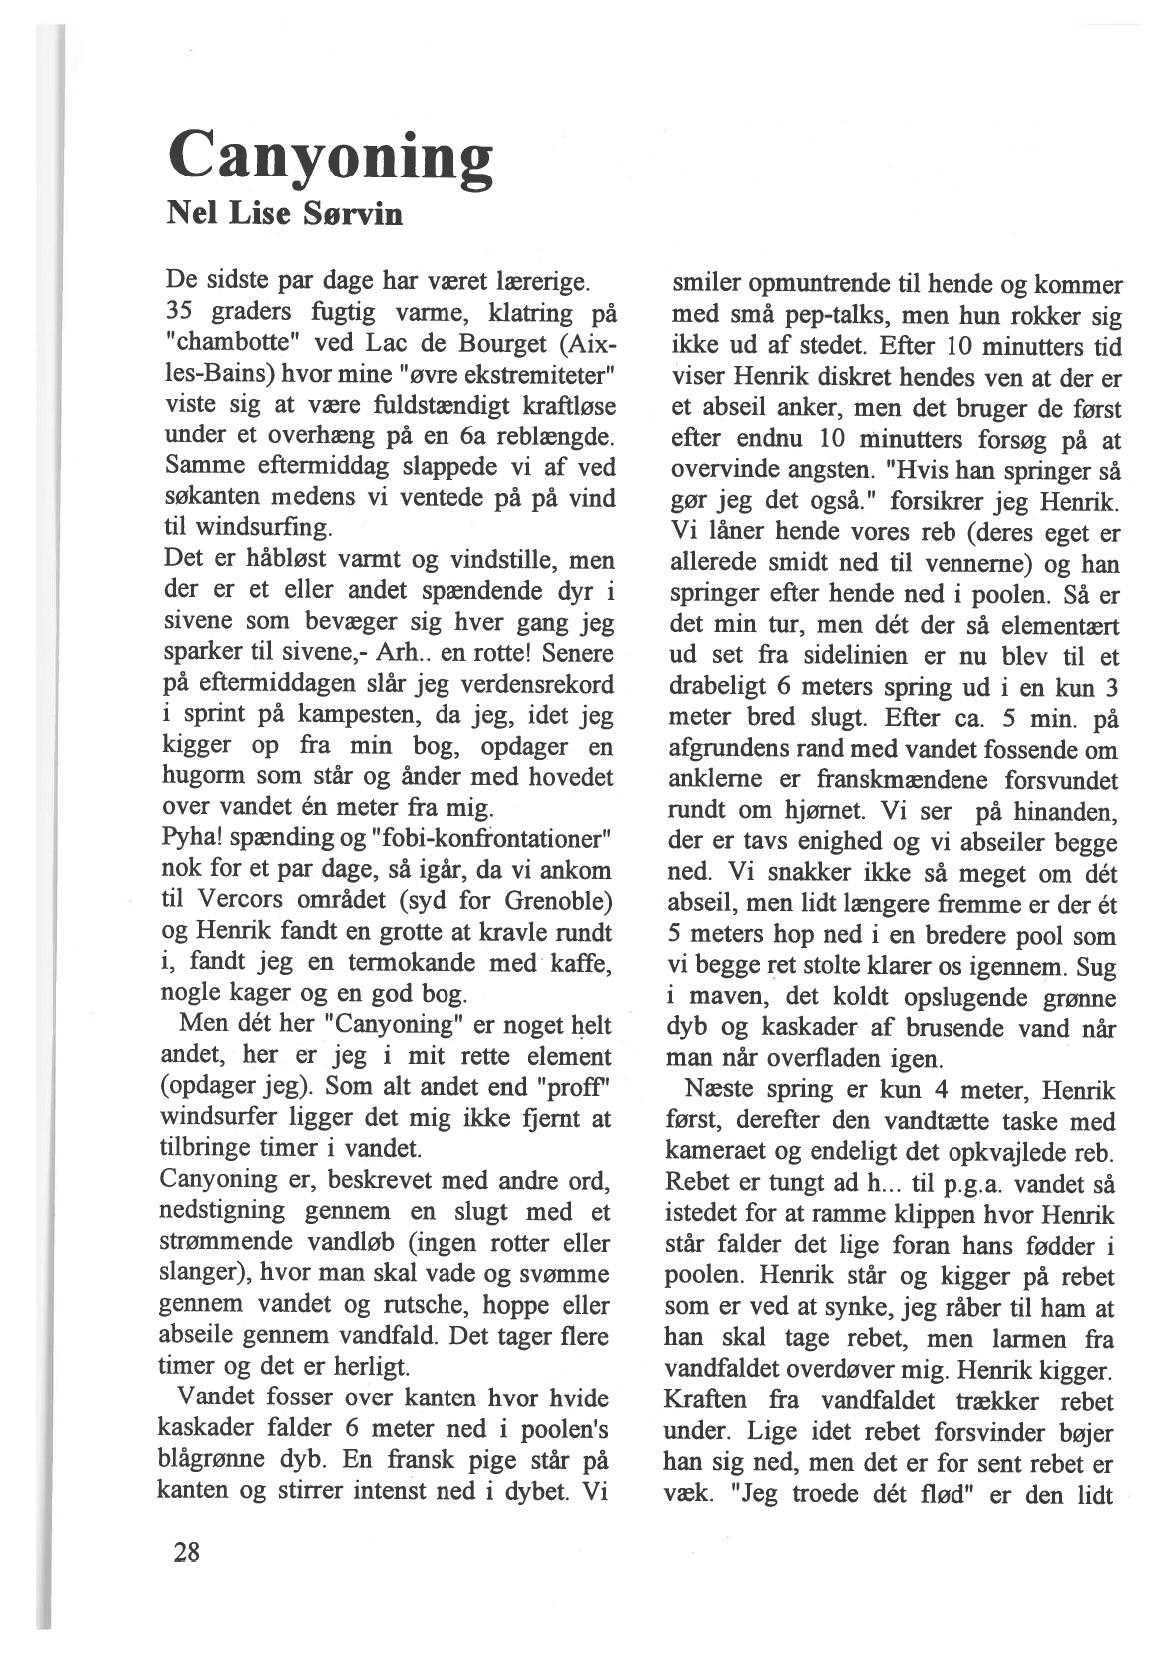 Canyoning
Nel Lise Sørvin
De sidste par dage har været lærerige.
35 graders fugtig varme, klatring på
"chambotte" ved Lac de Bourget (Aix-
les-Bains) hvor mine "øvre ekstremiteter"
viste sig at være fuldstændigt kraftløse
under et overhæng på en 6a reblængde.
Samme eftermiddag slappede vi af ved
søkanten medens vi ventede på på vind
til windsurfing.
Det er håbløst varmt og vindstille, men
der er et eller andet spændende dyr i
sivene som bevæger sig hver gang jeg
sparker til sivene,- Arh.. en rotte! Senere
på eftermiddagen slår jeg verdensrekord
i sprint på kampesten, da jeg, idet jeg
kigger op fra min bog, opdager en
hugorm som står og ånder med hovedet
over vandet én meter fra mig.
Pyha! spænding og "fobi-konfrontationer"
nok for et par dage, så igår, da vi ankom
til Vercors området (syd for Grenoble)
og Henrik fandt en grotte at kravle rundt
i, fandt jeg en termokande med kaffe,
nogle kager og en god bog.
Men dét her "Canyoning" er noget helt
andet, her er jeg i mit rette element
(opdager jeg). Som alt andet end "proff"
windsurfer ligger det mig ikke fjernt at
tilbringe timer i vandet.
Canyoning er, beskrevet med andre ord,
nedstigning gennem en slugt med et
strømmende vandløb (ingen rotter eller
slanger), hvor man skal vade og svømme
gennem vandet og rutsche, hoppe eller
abseile gennem vandfald. Det tager flere
timer og det er herligt.
Vandet fosser over kanten hvor hvide
kaskader falder 6 meter ned i poolen's
blågrønne dyb. En fransk pige står på
kanten og stirrer intenst ned i dybet. Vi
smiler opmuntrende til hende og kommer
med små pep-talks, men hun rokker sig
ikke ud af stedet. Efter 10 minutters tid
viser Henrik diskret hendes ven at der er
et abseil anker, men det bruger de først
efter endnu 10 minutters forsøg på at
overvinde angsten. "Hvis han springer så
gør jeg det også." forsikrer jeg Henrik.
Vi låner hende vores reb (deres eget er
allerede smidt ned til vennerne) og han
springer efter hende ned i poolen. Så er
det min tur, men dét der så elementært
ud set fra sidelinien er nu blev til et
drabeligt 6 meters spring ud i en kun 3
meter bred slugt. Efter ca. 5 min. på
afgrundens rand med vandet fossende om
anklerne er franskmændene forsvundet
rundt om hjørnet. Vi ser på hinanden,
der er tavs enighed og vi abseiler begge
ned. Vi snakker ikke så meget om dét
abseil, men lidt længere fremme er der ét
5 meters hop ned i en bredere pool som
vi begge ret stolte klarer os igennem. Sug
i maven, det koldt opslugende grønne
dyb og kaskader af brusende vand når
man når overfladen igen.
Næste spring er kun 4 meter, Henrik
først, derefter den vandtætte taske med
kameraet og endeligt det opkvajlede reb.
Rebet er tungt ad h... til p.g.a. vandet så
istedet for at ramme klippen hvor Henrik
står falder det lige foran hans fødder i
poolen. Henrik står og kigger på rebet
som er ved at synke, jeg råber til ham at
han skal tage rebet, men larmen fra
vandfaldet overdøver mig. Henrik kigger.
Kraften fra vandfaldet trækker rebet
under. Lige idet rebet forsvinder bøjer
han sig ned, men det er for sent rebet er
væk. "Jeg troede dét flød" er den lidt
28